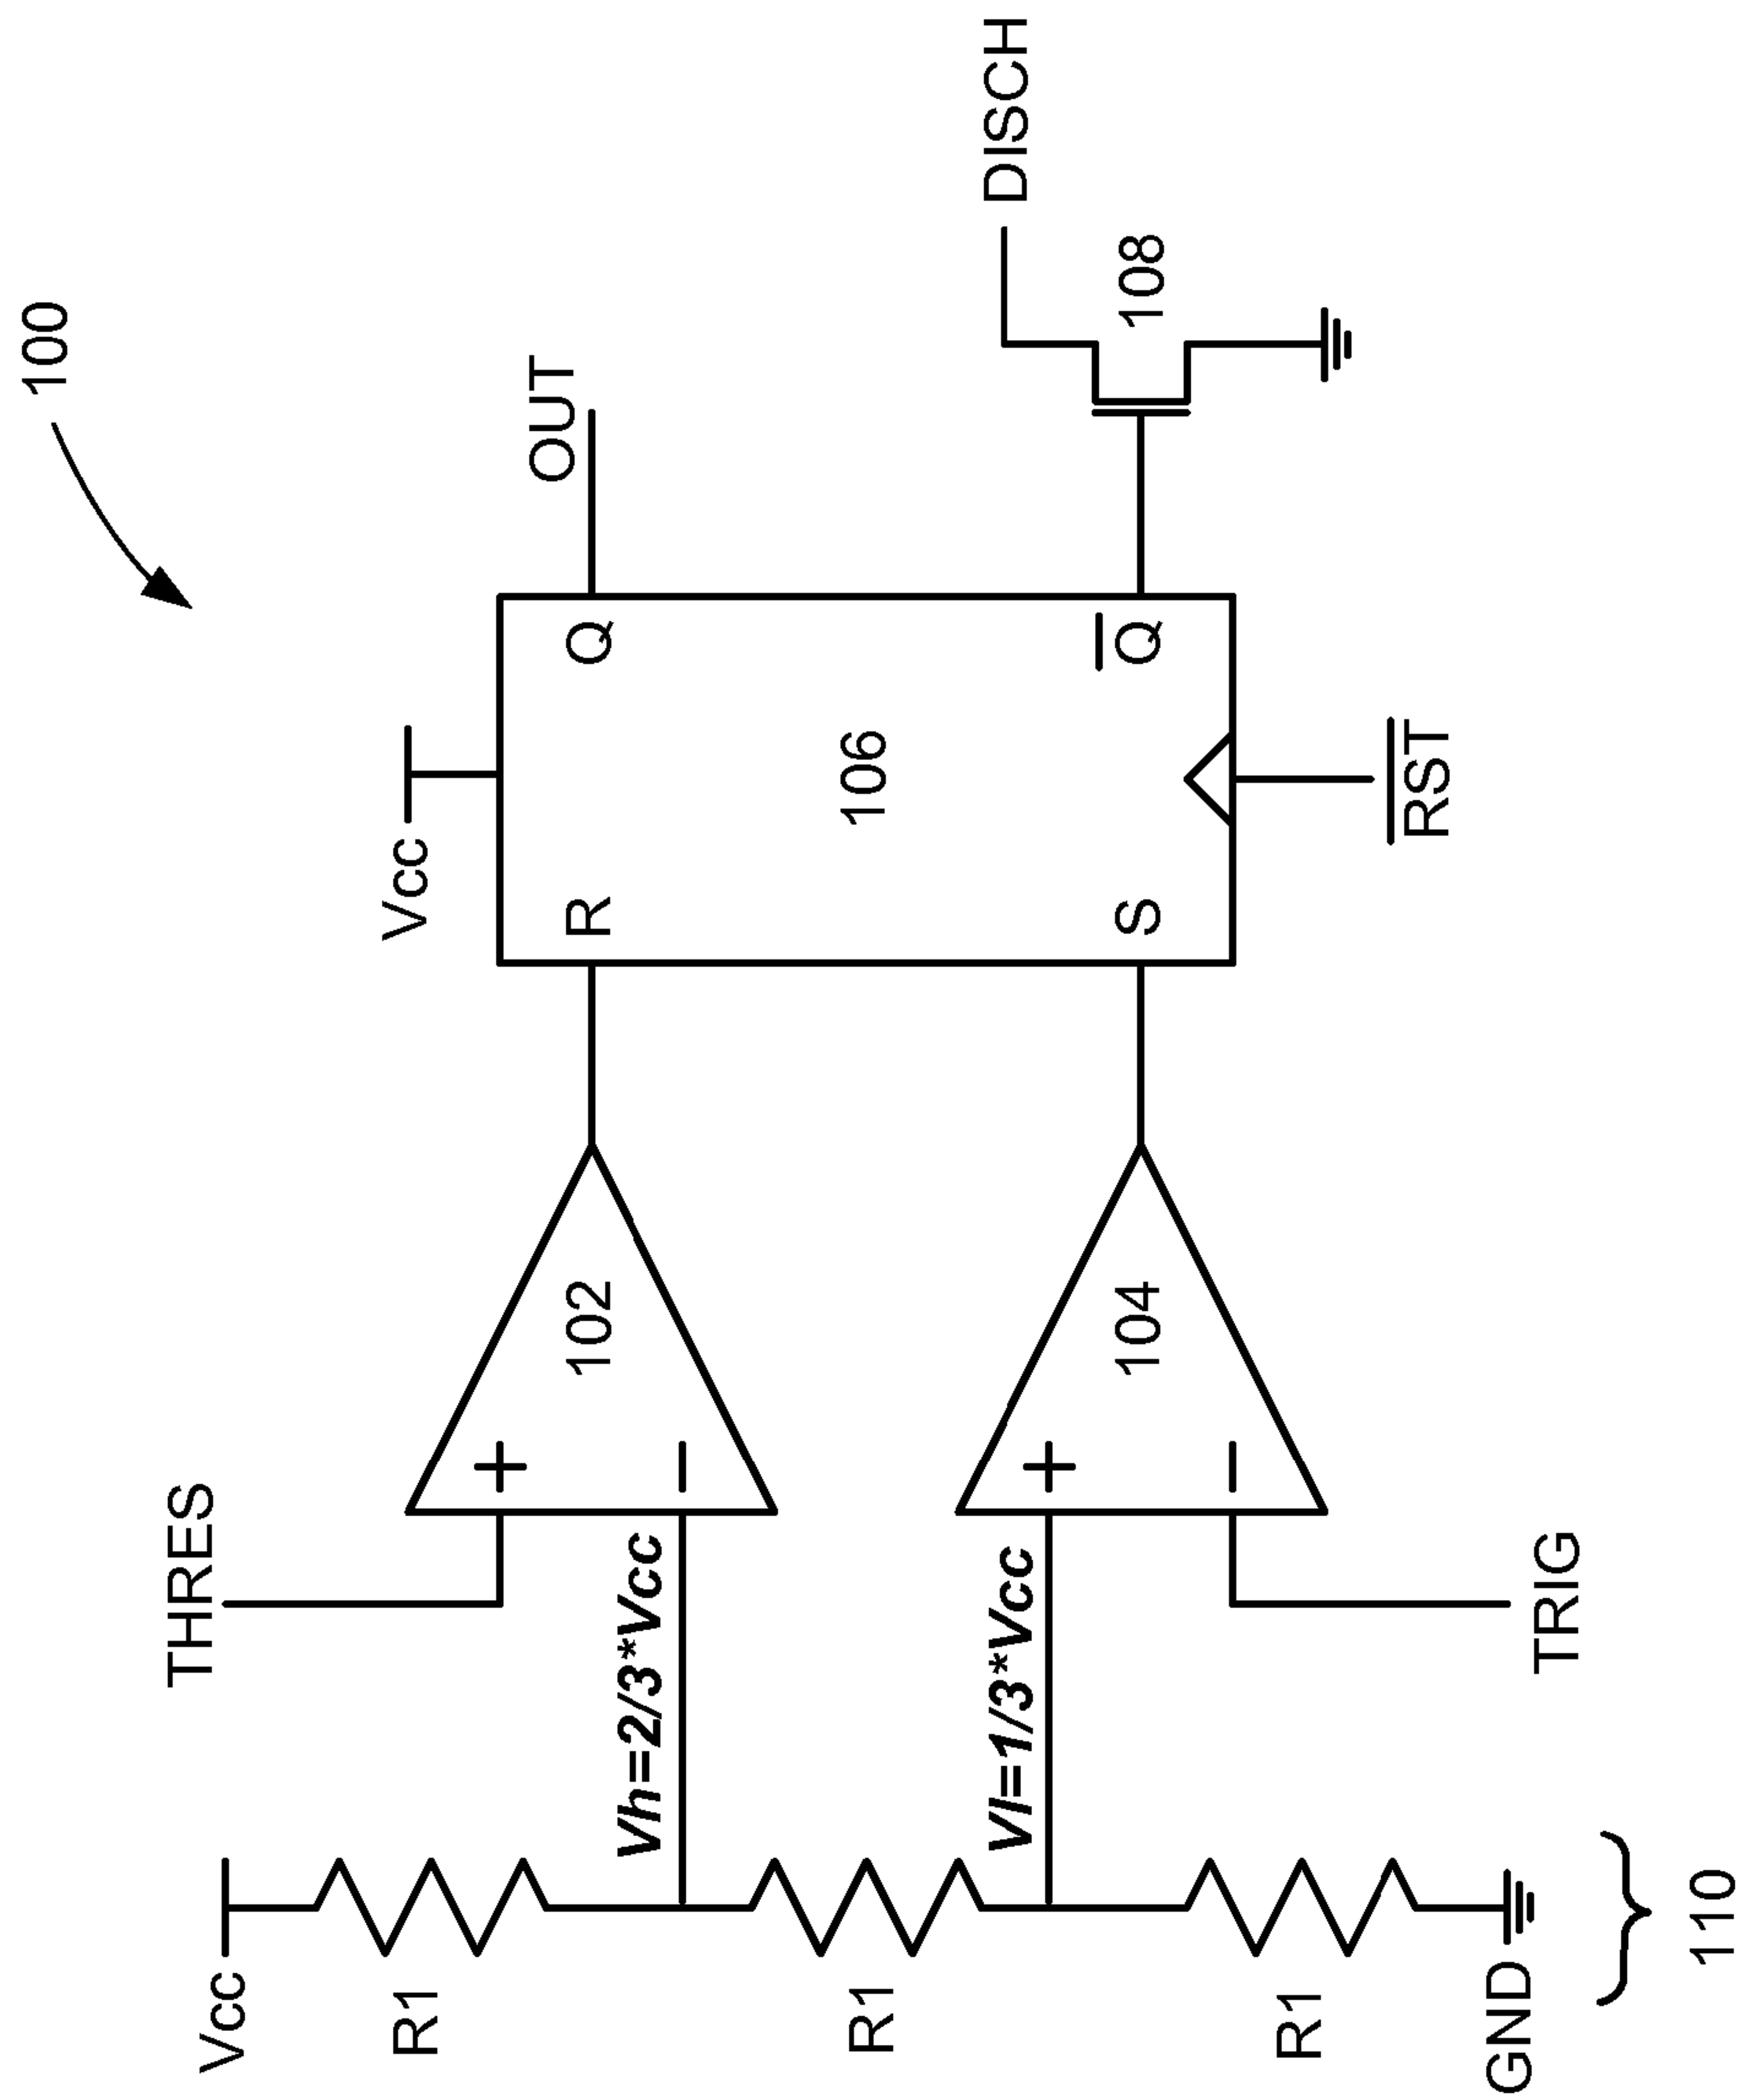 100
Vcc
THRES
OUT
R
Q
R1
Vh=2/3*Vcc
102
Vcc
106
DISCH
R1
Vl=1/3*Vcc
104
S
Q̅
108
R1
TRIG
R̅S̅T̅
GND
110